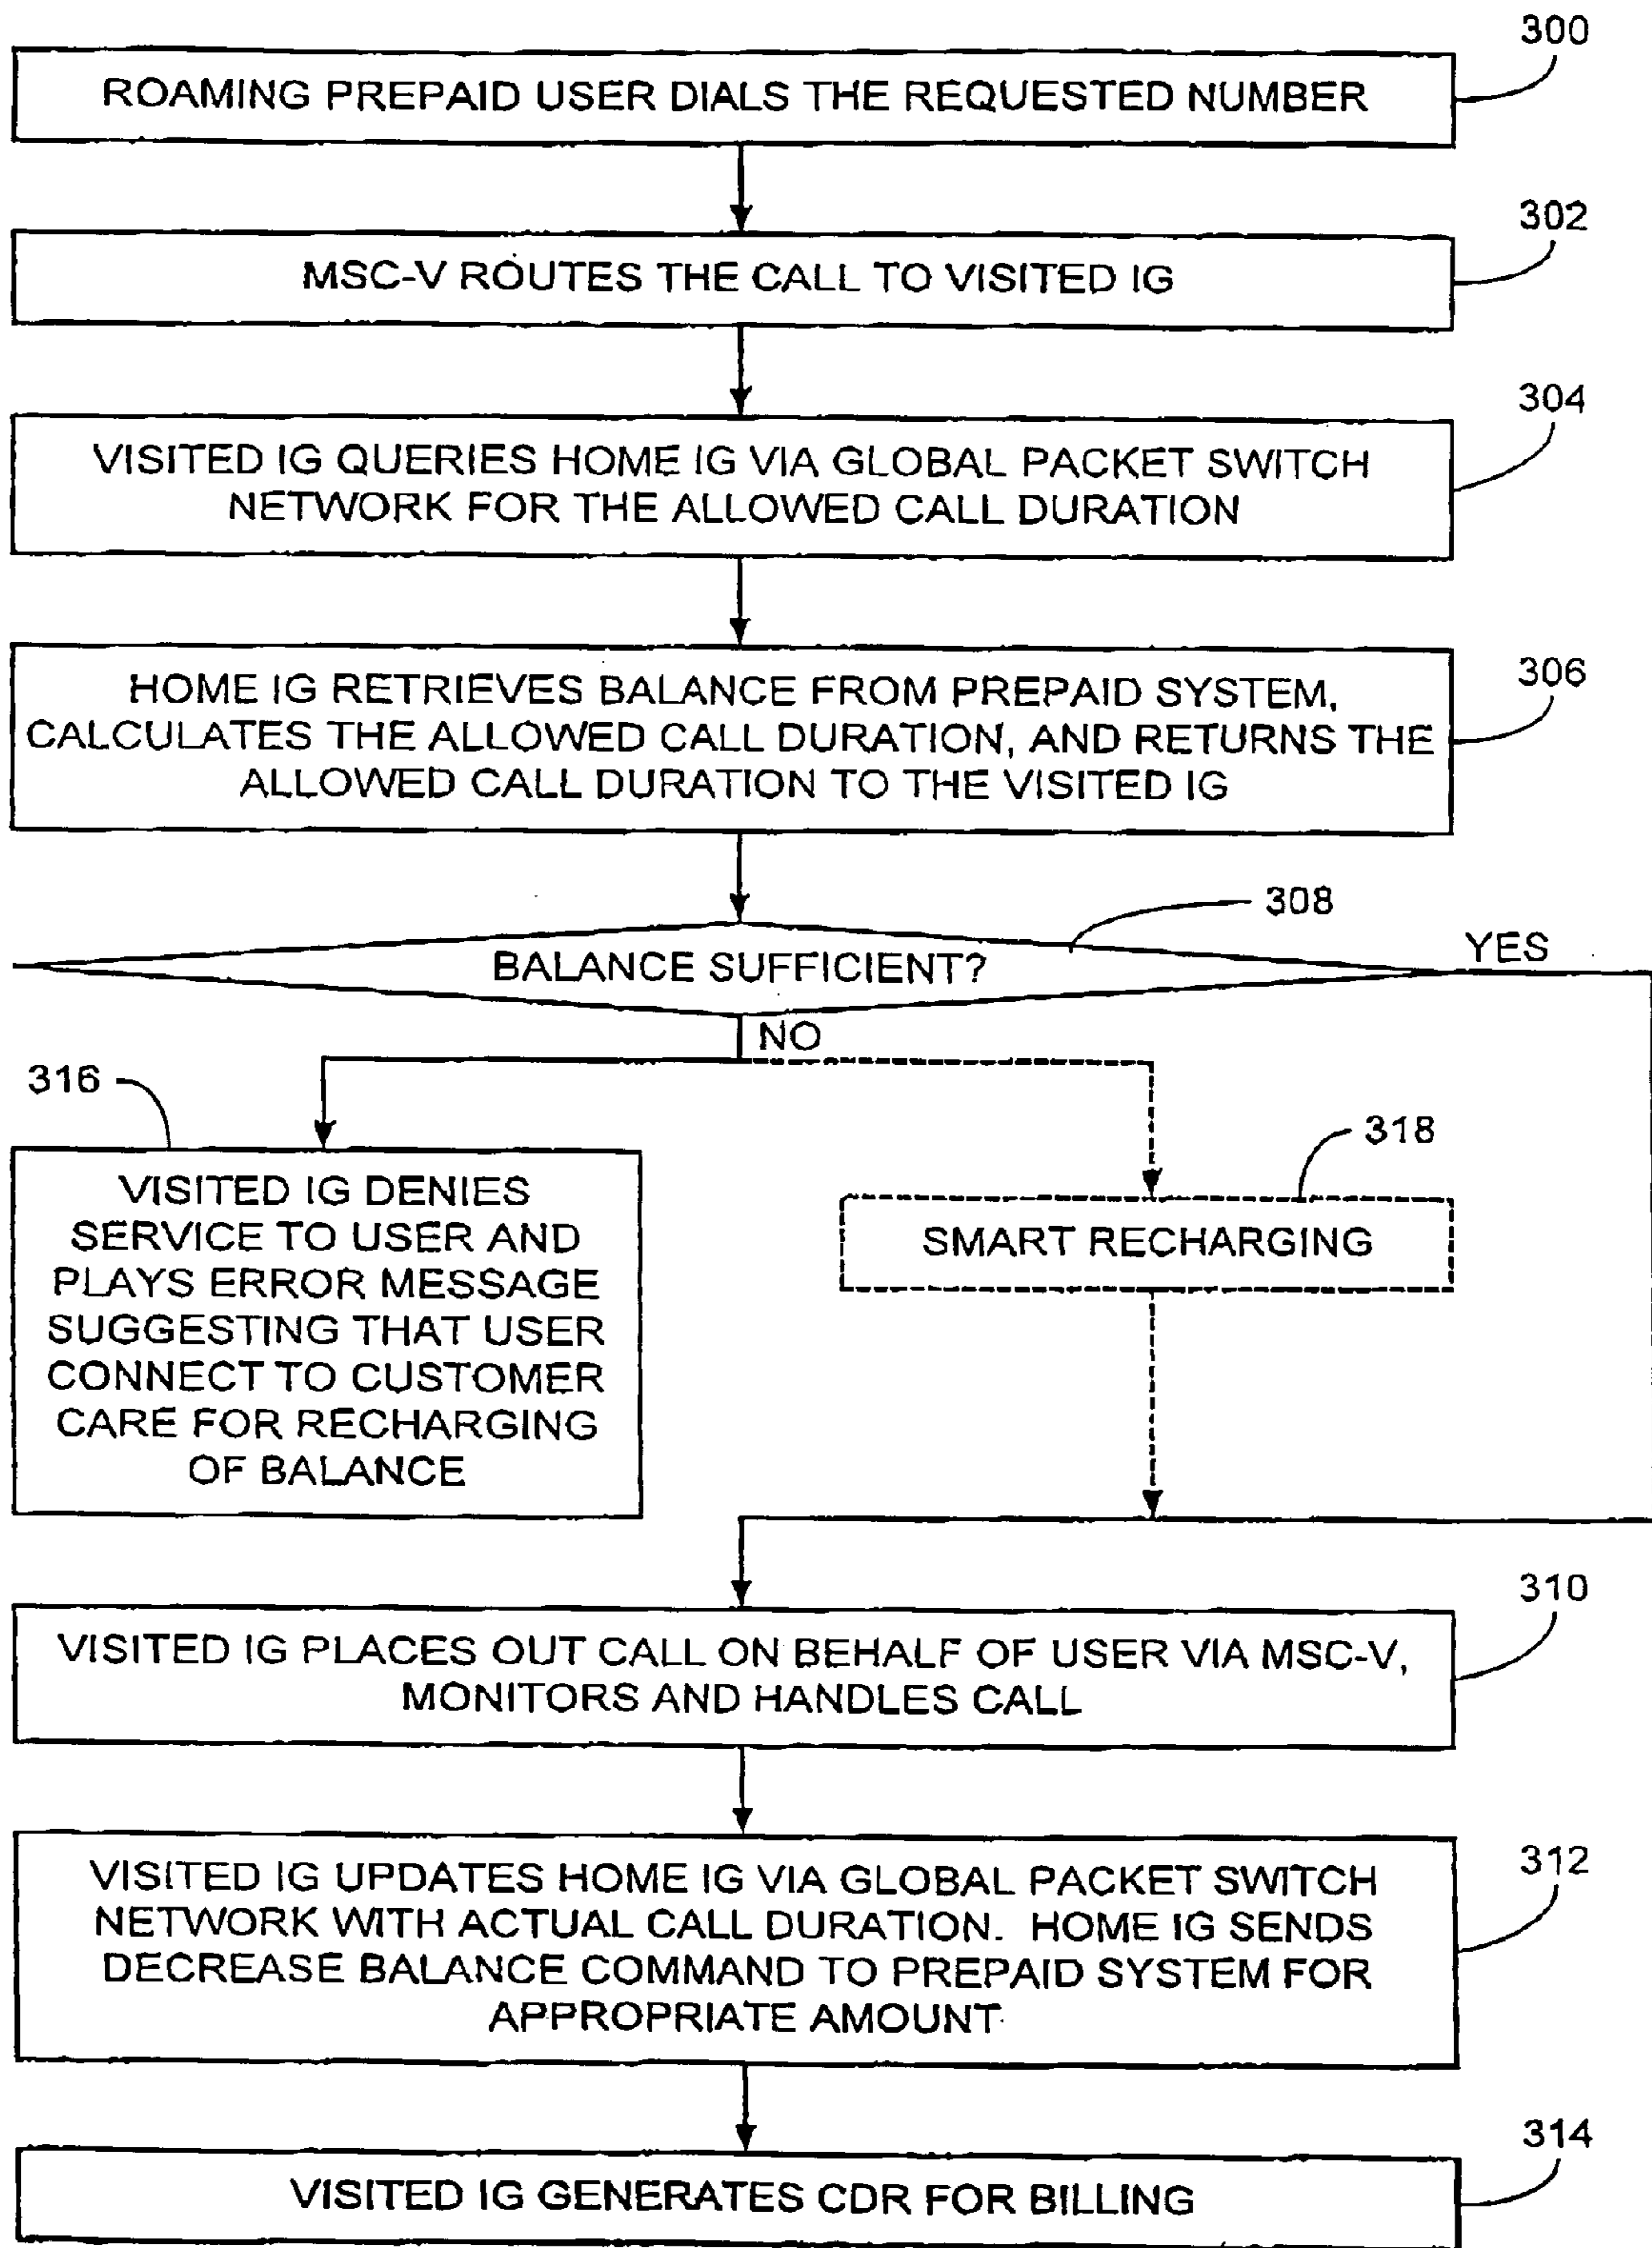 300
ROAMING PREPAID USER DIALS THE REQUESTED NUMBER
302
MSC-V ROUTES THE CALL TO VISITED IG
304
VISITED IG QUERIES HOME IG VIA GLOBAL PACKET SWITCH
NETWORK FOR THE ALLOWED CALL DURATION
306
HOME IG RETRIEVES BALANCE FROM PREPAID SYSTEM,
CALCULATES THE ALLOWED CALL DURATION, AND RETURNS THE
ALLOWED CALL DURATION TO THE VISITED IG
308
BALANCE SUFFICIENT?
YES
NO
316
VISITED IG DENIES
SERVICE TO USER AND
PLAYS ERROR MESSAGE
SUGGESTING THAT USER
CONNECT TO CUSTOMER
CARE FOR RECHARGING
OF BALANCE
318
SMART RECHARGING
310
VISITED IG PLACES OUT CALL ON BEHALF OF USER VIA MSC-V,
MONITORS AND HANDLES CALL
312
VISITED IG UPDATES HOME IG VIA GLOBAL PACKET SWITCH
NETWORK WITH ACTUAL CALL DURATION. HOME IG SENDS
DECREASE BALANCE COMMAND TO PREPAID SYSTEM FOR
APPROPRIATE AMOUNT
314
VISITED IG GENERATES CDR FOR BILLING